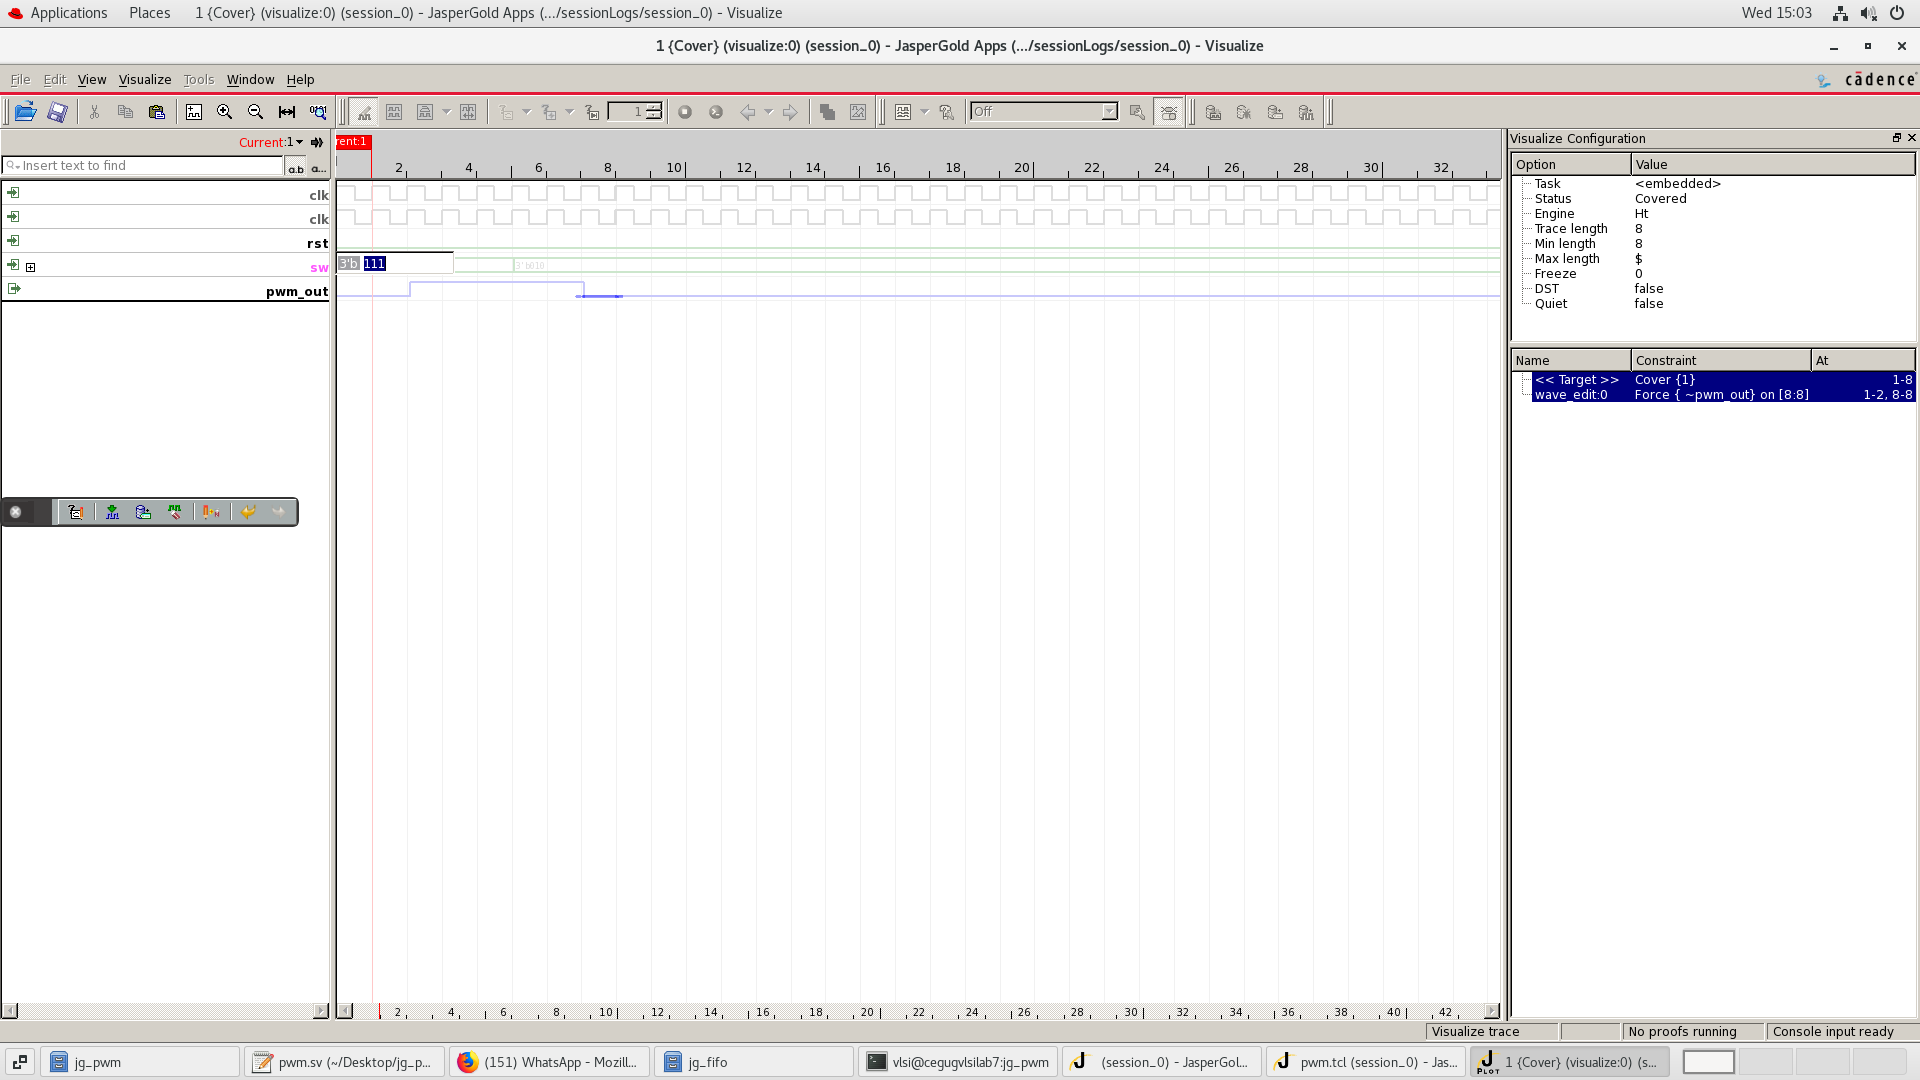 Applications Places 1 {Cover} (visualize:0) (session_0) - JasperGold Apps (.../sessionLogs/session_0) - Visualize Wed 15:03
1 {Cover} (visualize:0) (session_0) - JasperGold Apps (.../sessionLogs/session_0) - Visualize
File Edit View Visualize Tools Window Help cādence
1 Off
Current:1 rent:1 Visualize Configuration
Insert text to find a.b a... 2 4 6 8 10 12 14 16 18 20 22 24 26 28 30 32 Option Value
clk Task <embedded>
Status Covered
clk Engine Ht
Trace length 8
rst Min length 8
sw 3'b 111 3'b010 Max length $
Freeze 0
pwm_out DST false
Quiet false
Name Constraint At
<< Target >> Cover {1} 1-8
wave_edit:0 Force { ~pwm_out} on [8:8] 1-2, 8-8
2 4 6 8 10 12 14 16 18 20 22 24 26 28 30 32 34 36 38 40 42
Visualize trace No proofs running Console input ready
jg_pwm pwm.sv (~/Desktop/jg_p... (151) WhatsApp - Mozill... jg_fifo vlsi@cegugvlsilab7:jg_pwm (session_0) - JasperGol... pwm.tcl (session_0) - Jas... PLOT 1 {Cover} (visualize:0) (s...